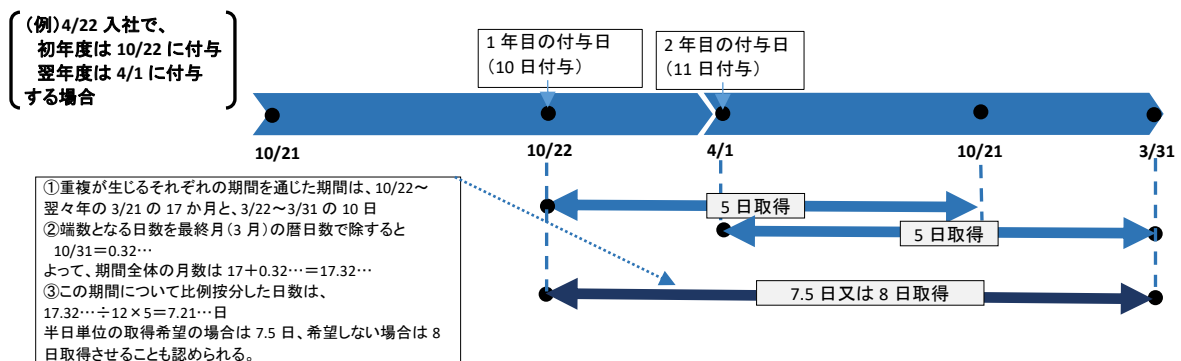 (例)4/22 入社で、
初年度は 10/22 に付与
翌年度は 4/1 に付与
する場合
1 年目の付与日
(10 日付与)
2 年目の付与日
(11 日付与)
10/21
10/22
4/1
10/21
3/31
①重複が生じるそれぞれの期間を通じた期間は、10/22~
翌々年の 3/21 の 17 か月と、3/22~3/31 の 10 日
②端数となる日数を最終月(3 月)の暦日数で除すると
10/31=0.32…
よって、期間全体の月数は 17+0.32…=17.32…
③この期間について比例按分した日数は、
17.32…÷12×5=7.21…日
半日単位の取得希望の場合は 7.5 日、希望しない場合は 8
日取得させることも認められる。
5 日取得
5 日取得
7.5 日又は 8 日取得